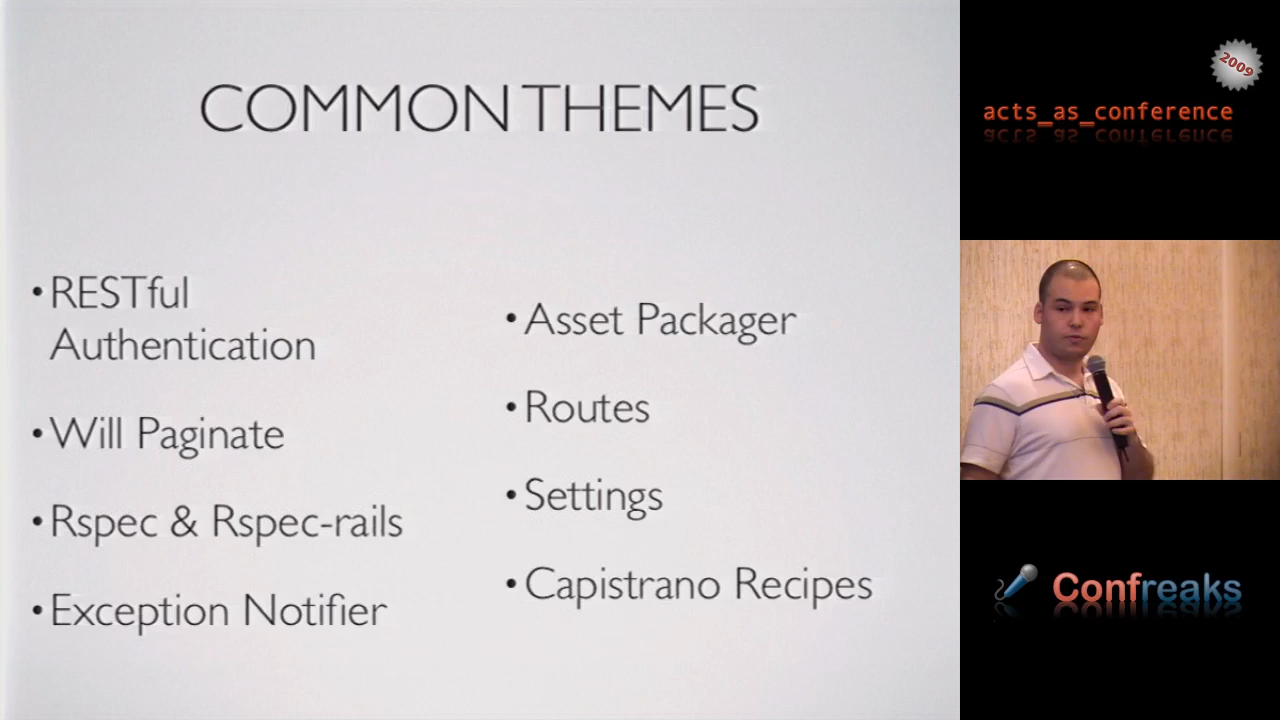 COMMON THEMES
• RESTful
Authentication
• Will Paginate
• Rspec & Rspec-rails
• Exception Notifier
• Asset Packager
• Routes
• Settings
• Capistrano Recipes
2009
acts_as_conference
Confreaks